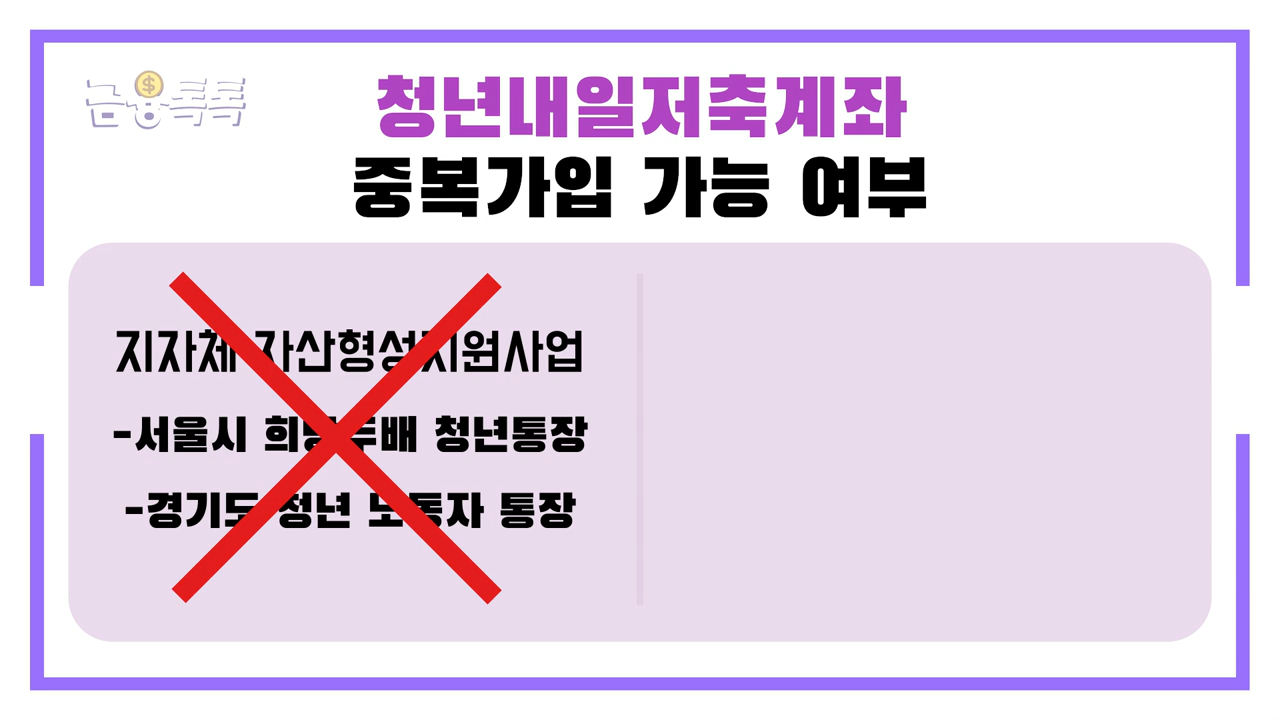 금융톡톡
청년내일저축계좌
중복가입 가능 여부
지자체 자산형성지원사업
-서울시 희망두배 청년통장
-경기도 청년 노동자 통장